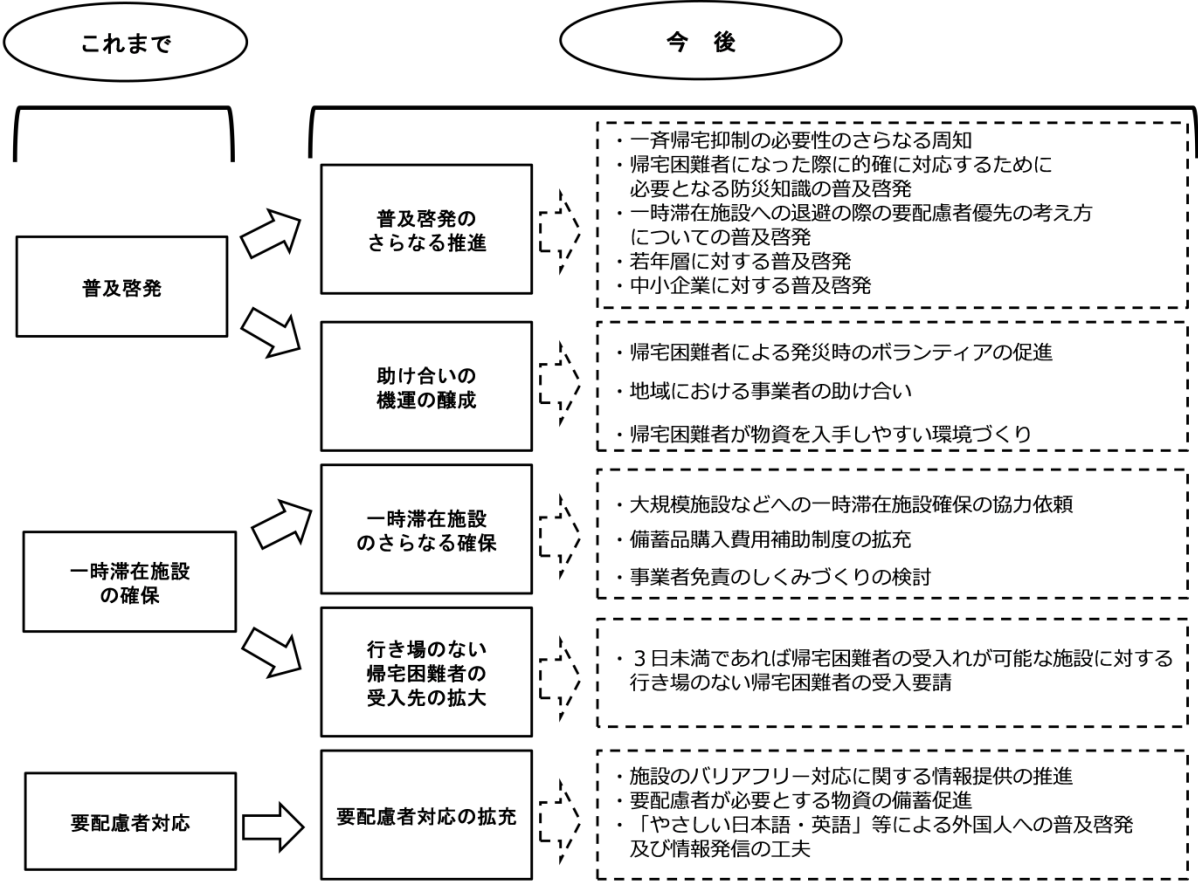 これまで
今　後
普及啓発
普及啓発の
さらなる推進
・一斉帰宅抑制の必要性のさらなる周知
・帰宅困難者になった際に的確に対応するために
必要となる防災知識の普及啓発
・一時滞在施設への退避の際の要配慮者優先の考え方
についての普及啓発
・若年層に対する普及啓発
・中小企業に対する普及啓発
助け合いの
機運の醸成
・帰宅困難者による発災時のボランティアの促進
・地域における事業者の助け合い
・帰宅困難者が物資を入手しやすい環境づくり
一時滞在施設
の確保
一時滞在施設
のさらなる確保
・大規模施設などへの一時滞在施設確保の協力依頼
・備蓄品購入費用補助制度の拡充
・事業者免責のしくみづくりの検討
行き場のない
帰宅困難者の
受入先の拡大
・３日未満であれば帰宅困難者の受入れが可能な施設に対する
行き場のない帰宅困難者の受入要請
要配慮者対応
要配慮者対応の拡充
・施設のバリアフリー対応に関する情報提供の推進
・要配慮者が必要とする物資の備蓄促進
・「やさしい日本語・英語」等による外国人への普及啓発
及び情報発信の工夫